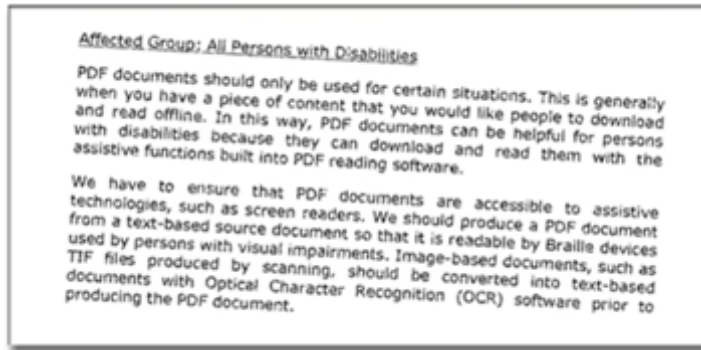 Affected Group: All Persons with Disabilities
PDF documents should only be used for certain situations. This is generally
when you have a piece of content that you would like people to download
and read offline. In this way, PDF documents can be helpful for persons
with disabilities because they can download and read them with the
assistive functions built into PDF reading software.
We have to ensure that PDF documents are accessible to assistive
technologies, such as screen readers. We should produce a PDF document
from a text-based source document so that it is readable by Braille devices
used by persons with visual impairments. Image-based documents, such as
TIF files produced by scanning, should be converted into text-based
documents with Optical Character Recognition (OCR) software prior to
producing the PDF document.